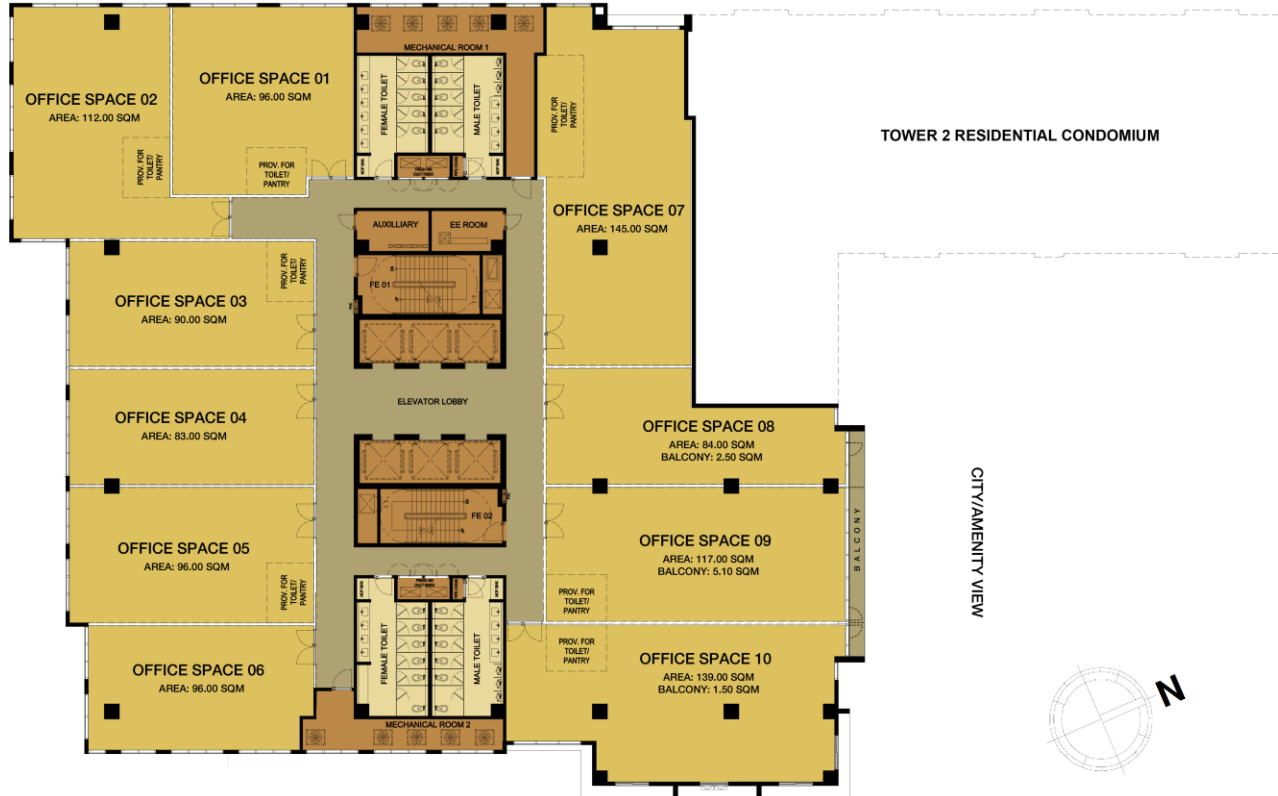 MECHANICAL ROOM 1
OFFICE SPACE 01
AREA: 96.00 SQM
OFFICE SPACE 02
AREA: 112.00 SQM
FEMALE TOILET
MALE TOILET
PROV. FOR
TOILET/
PANTRY
TOWER 2 RESIDENTIAL CONDOMIUM
PROV. FOR
TOILET/
PANTRY
PROV. FOR
TOILET/
PANTRY
OFFICE SPACE 07
AREA: 145.00 SQM
AUXILLIARY
EE ROOM
PROV. FOR
TOILET/
PANTRY
FE 01
OFFICE SPACE 03
AREA: 90.00 SQM
ELEVATOR LOBBY
OFFICE SPACE 04
AREA: 83.00 SQM
OFFICE SPACE 08
AREA: 84.00 SQM
BALCONY: 2.50 SQM
FE 02
OFFICE SPACE 05
AREA: 96.00 SQM
OFFICE SPACE 09
AREA: 117.00 SQM
BALCONY: 5.10 SQM
BALCONY
CITY/AMENITY VIEW
PROV. FOR
TOILET/
PANTRY
PROV. FOR
TOILET/
PANTRY
FEMALE TOILET
MALE TOILET
PROV. FOR
TOILET/
PANTRY
OFFICE SPACE 10
AREA: 139.00 SQM
BALCONY: 1.50 SQM
OFFICE SPACE 06
AREA: 96.00 SQM
MECHANICAL ROOM 2
N